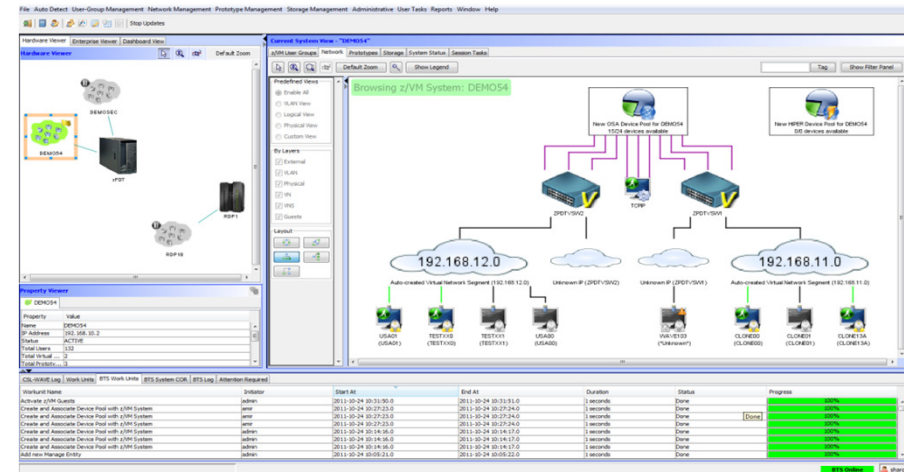 File Auto Detect User-Group Management Network Management Prototype Management Storage Management Administrative User Tasks Reports Window Help
Stop Updates
Hardware Viewer Enterprise Viewer Dashboard View
Hardware Viewer Default Zoom
DEMOSEC
DEMO54
zPDT
RDP1
RDP10
Property Viewer
DEMO54
Property Value
Name DEMO54
IP Address 192.168.10.2
Status ACTIVE
Total Users 132
Total Virtual ... 3
Total Prototy... 3
Current System View - "DEMO54"
z/VM User Groups Network Prototypes Storage System Status Session Tasks
Default Zoom Show Legend Tag Show Filter Panel
Predefined Views
Enable All
VLAN View
Logical View
Physical View
Custom View
By Layers
External
VLAN
Physical
VN
VNS
Guests
Layout
Browsing z/VM System: DEMO54
New OSA Device Pool for DEMO54
15/24 devices available
New HIPER Device Pool for DEMO54
0/0 devices available
ZPDTVSW2
TCPIP
ZPDTVSW1
192.168.12.0
192.168.11.0
Auto-created Virtual Network Segment (192.168.12.0)
Unknown IP (ZPDTVSW2)
Unknown IP (ZPDTVSW1)
Auto-created Virtual Network Segment (192.168.11.0)
USA01 TESTXX0 TESTXX1 USA00 WAVE103 CLONE00 CLONE01 CLONE13A
(USA01) (TESTXX0) (TESTXX1) (USA00) (*Unknown*) (CLONE00) (CLONE01) (CLONE13A)
CSL-WAVE Log Work Units BTS Work Units BTS System COR BTS Log Attention Required
Workunit Name Initiator Start At End At Duration Status Progress
Activate z/VM Guests admin 2011-10-24 10:31:50.0 2011-10-24 10:31:51.0 1 seconds Done 100%
Create and Associate Device Pool with z/VM System amir 2011-10-24 10:27:23.0 2011-10-24 10:27:24.0 1 seconds Done 100%
Create and Associate Device Pool with z/VM System amir 2011-10-24 10:27:23.0 2011-10-24 10:27:24.0 1 seconds Done 100%
Done
Create and Associate Device Pool with z/VM System amir 2011-10-24 10:27:23.0 2011-10-24 10:27:24.0 1 seconds Done 100%
Create and Associate Device Pool with z/VM System admin 2011-10-24 10:14:16.0 2011-10-24 10:14:17.0 1 seconds Done 100%
Create and Associate Device Pool with z/VM System admin 2011-10-24 10:14:16.0 2011-10-24 10:14:17.0 1 seconds Done 100%
Create and Associate Device Pool with z/VM System admin 2011-10-24 10:14:16.0 2011-10-24 10:14:17.0 1 seconds Done 100%
Add new Manage Entity admin 2011-10-24 10:05:21.0 2011-10-24 10:05:22.0 1 seconds Done 100%
BTS Online